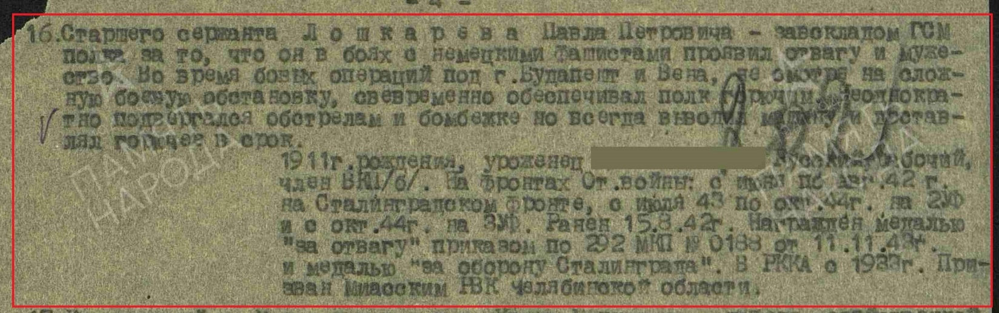 16.Старшего сержанта Л о ш к а р е в а Павла Петровича - завскладом ГСМ
полка за то, что он в боях с немецкими фашистами проявил отвагу и муже-
ство. Во время боевых операций под г.Будапешт и Вена, не смотря на слож-
ную боевую обстановку, свевременно обеспечивал полк горючим. Неоднокра-
тно подвергался обстрелам и бомбежке но всегда выводил машину и достав-
лял горючее в срок.
1911г.рождения, уроженец Русский, рабочий,
член ВКП/б/. На фронтах От.войны: с июня по авг.42 г.
на Сталинградском фронте, с июля 43 по окт.44г. на 2УФ
и с окт.44г. на 3УФ. Ранен 15.8.42г. Награжден медалью
"за отвагу" приказом по 292 МКП № 0188 от 11.11.43г.
и медалью "за оборону Сталинграда". В РККА с 1933г. При-
зван Миасским РВК Челябинской области.
ПАМЯТЬ
НАРОДА
ПАМЯТЬ
НАРОДА